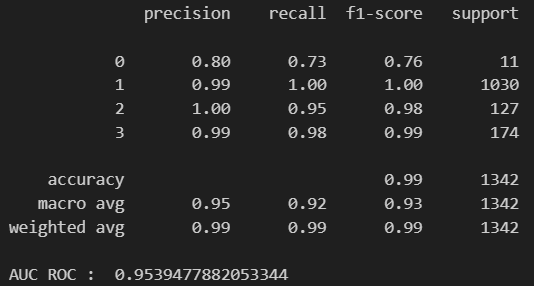 precision recall f1-score support
0 0.80 0.73 0.76 11
1 0.99 1.00 1.00 1030
2 1.00 0.95 0.98 127
3 0.99 0.98 0.99 174
accuracy 0.99 1342
macro avg 0.95 0.92 0.93 1342
weighted avg 0.99 0.99 0.99 1342
AUC ROC : 0.9539477882053344